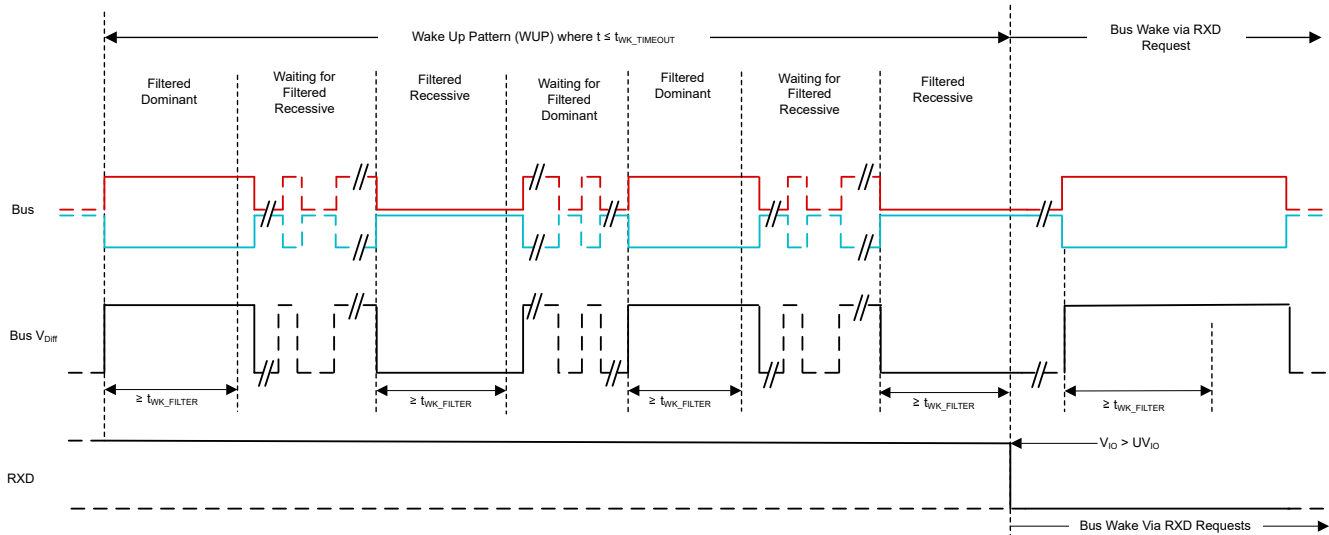 Wake Up Pattern (WUP) where t ≤ tWK_TIMEOUT
Bus Wake via RXD
Request
Filtered
Dominant
Waiting for
Filtered
Recessive
Filtered
Recessive
Waiting for
Filtered
Dominant
Filtered
Dominant
Waiting for
Filtered
Recessive
Filtered
Recessive
Bus
Bus VDiff
≥ tWK_FILTER
≥ tWK_FILTER
≥ tWK_FILTER
≥ tWK_FILTER
≥ tWK_FILTER
VIO > UVIO
RXD
Bus Wake Via RXD Requests